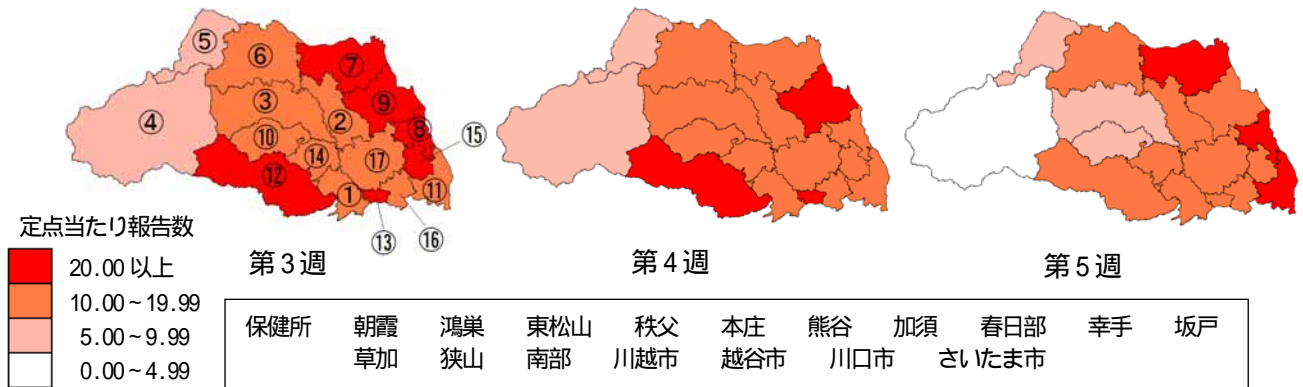 ⑤
⑥
⑦
③
⑨
④
②
⑧
⑮
⑩
⑭
⑰
⑫
①
⑪
⑬
⑯
定点当たり報告数
20.00 以上
10.00~19.99
5.00~9.99
0.00~4.99
第3週
第4週
第5週
保健所 朝霞 鴻巣 東松山 秩父 本庄 熊谷 加須 春日部 幸手 坂戸
草加 狭山 南部 川越市 越谷市 川口市 さいたま市